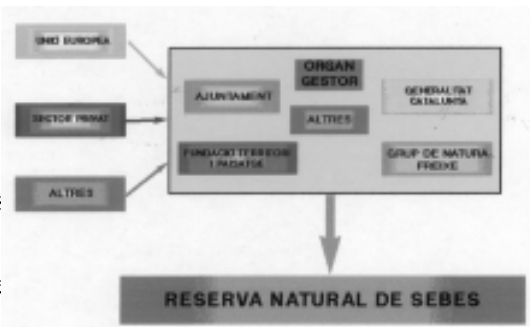 UNIÓ EUROPEA
SECTOR PRIVAT
ALTRES
ORGAN
GESTOR
AJUNTAMENT
GENERALITAT
CATALUNYA
ALTRES
FUNDACIÓ TERRITORI
I PAISATGE
GRUP DE NATURA
FREIXE
RESERVA NATURAL DE SEBES